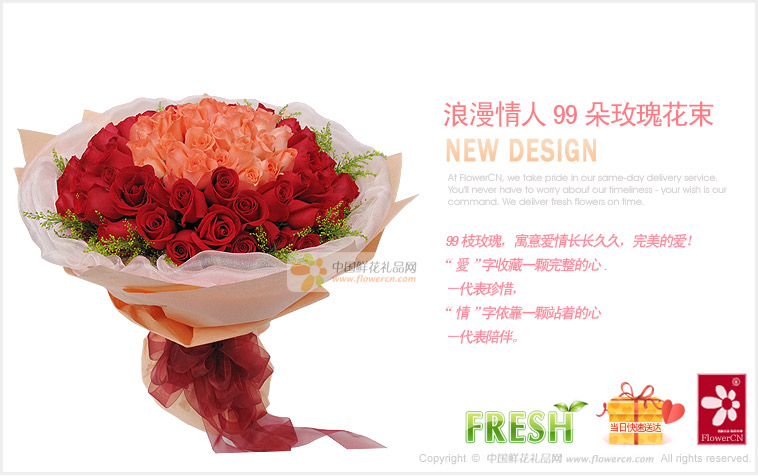 浪漫情人 99 朵玫瑰花束
NEW DESIGN
At FlowerCN, we take pride in our same-day delivery service.
You'll never have to worry about our timeliness - your wish is our
command. We deliver fresh flowers on time.
99 枝玫瑰，寓意爱情长长久久，完美的爱！
“ 愛 ”字收藏一颗完整的心 .
一代表珍惜，
“ 情 ”字依靠一颗站着的心
一代表陪伴。
中国鲜花礼品网
www.flowercn.com
FRESH
当日快速送达
FlowerCN
Copyright © 中国鲜花礼品网 www.flowercn.com All rights reserved.